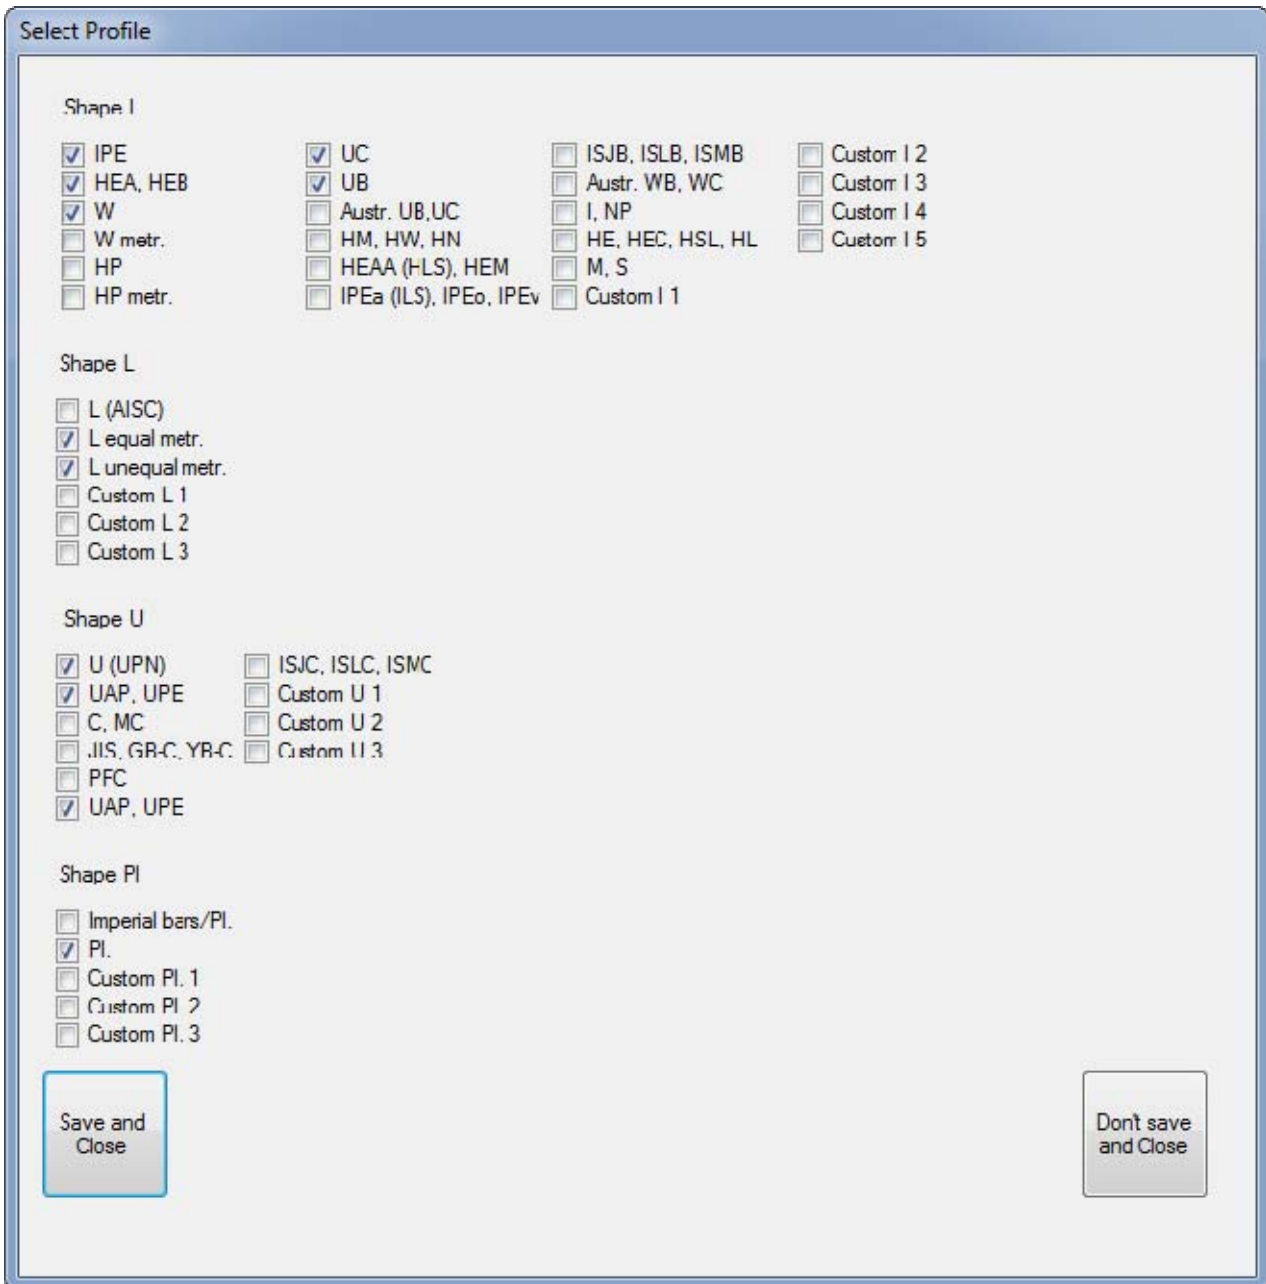 Select Profile
Shape I
IPE
HEA, HEB
W
W metr.
HP
HP metr.
UC
UB
Austr. UB,UC
HM, HW, HN
HEAA (HLS), HEM
IPEa (ILS), IPEo, IPEv
ISJB, ISLB, ISMB
Austr. WB, WC
I, NP
HE, HEC, HSL, HL
M, S
Custom I 1
Custom I 2
Custom I 3
Custom I 4
Custom I 5
Shape L
L (AISC)
L equal metr.
L unequal metr.
Custom L 1
Custom L 2
Custom L 3
Shape U
U (UPN)
UAP, UPE
C, MC
JIS, GB-C, YB-C
PFC
UAP, UPE
ISJC, ISLC, ISMC
Custom U 1
Custom U 2
Custom U 3
Shape Pl
Imperial bars/Pl.
Pl.
Custom Pl. 1
Custom Pl. 2
Custom Pl. 3
Save and
Close
Don't save
and Close